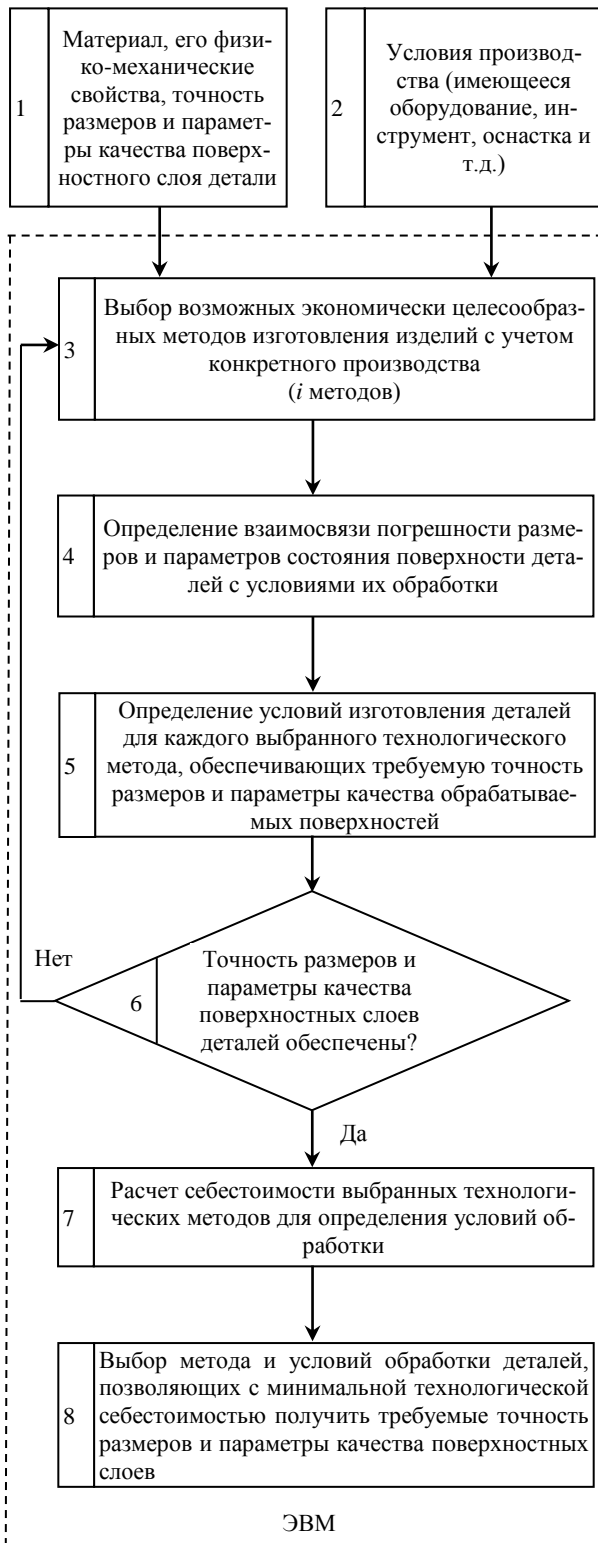 1
Материал, его физи-
ко-механические
свойства, точность
размеров и парамет-
ры качества поверх-
ностного слоя детали
2
Условия производ-
ства (имеющееся
оборудование, ин-
струмент, оснастка и
т.д.)
3
Выбор возможных экономически целесообраз-
ных методов изготовления изделий с учетом
конкретного производства
(i методов)
4
Определение взаимосвязи погрешности разме-
ров и параметров состояния поверхности дета-
лей с условиями их обработки
5
Определение условий изготовления деталей
для каждого выбранного технологического
метода, обеспечивающих требуемую точность
размеров и параметры качества обрабатывае-
мых поверхностей
Нет
6
Точность размеров и
параметры качества
поверхностных слоев
деталей обеспечены?
Да
7
Расчет себестоимости выбранных технологи-
ческих методов для определения условий об-
работки
8
Выбор метода и условий обработки деталей,
позволяющих с минимальной технологической
себестоимостью получить требуемые точность
размеров и параметры качества поверхностных
слоев
ЭВМ